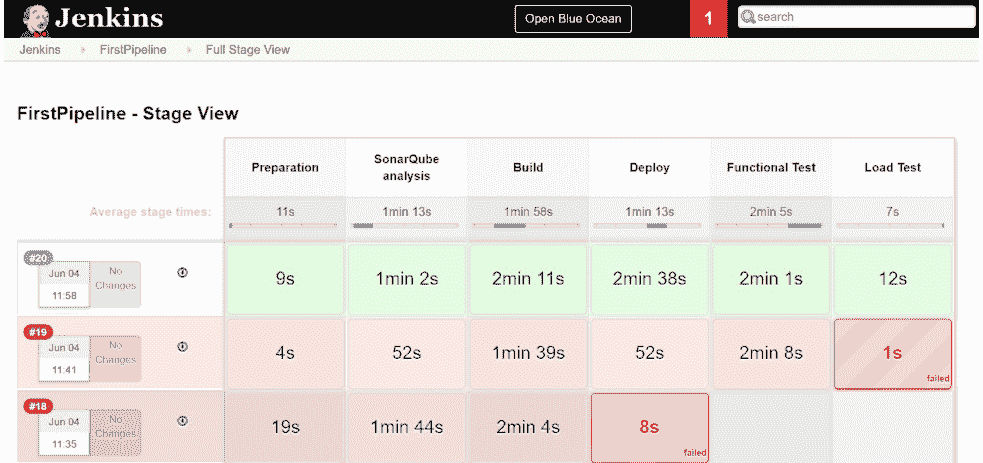 Jenkins
Open Blue Ocean
1
search
Jenkins FirstPipeline Full Stage View
FirstPipeline - Stage View
Preparation
SonarQube
analysis
Build
Deploy
Functional Test
Load Test
Average stage times:
11s
1min 13s
1min 58s
1min 13s
2min 5s
7s
#20
Jun 04
11:58
No
Changes
9s
1min 2s
2min 11s
2min 38s
2min 1s
12s
#19
Jun 04
11:41
No
Changes
4s
52s
1min 39s
52s
2min 8s
1s
failed
#18
Jun 04
11:35
No
Changes
19s
1min 44s
2min 4s
8s
failed